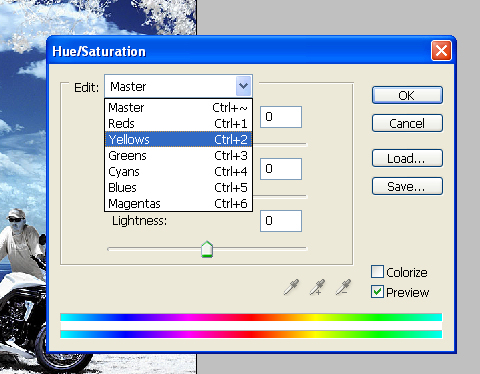 Hue/Saturation
Edit: Master
Master Ctrl+~
Reds Ctrl+1
Yellows Ctrl+2
Greens Ctrl+3
Cyans Ctrl+4
Blues Ctrl+5
Magentas Ctrl+6
0
0
Lightness: 0
OK
Cancel
Load...
Save...
Colorize
Preview